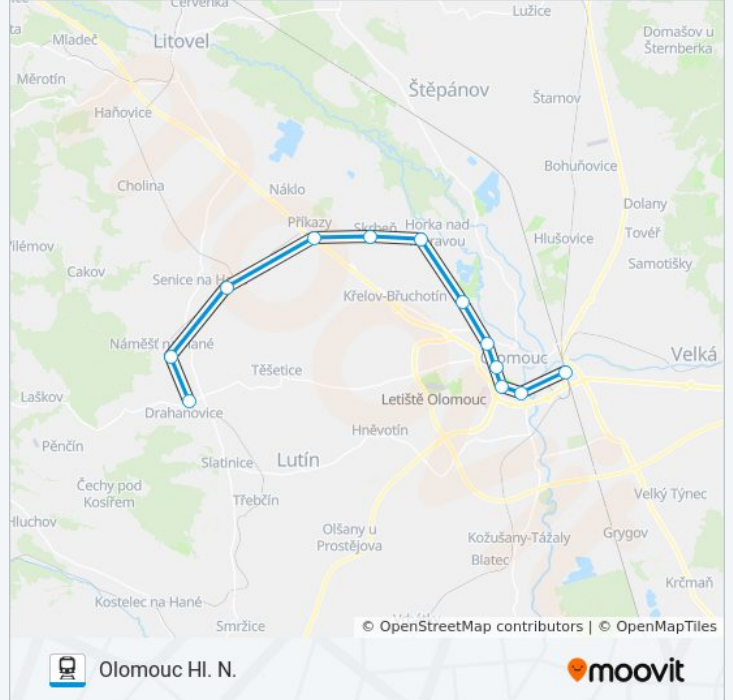 Červenka
Lužice
Mladeč
Litovel
Domašov u
Šternberka
Měrotín
Štěpánov
Štarnov
Haňovice
Bohuňovice
Cholina
Náklo
Dolany
Příkazy
Skrbeň
Horka nad
Moravou
Hlušovice
Tovéř
Samotišky
Cakov
Senice na Ha
Křelov-Břuchotín
Náměšť na Hané
Olomouc
Velká
Těšetice
Laškov
Letiště Olomouc
Drahanovice
Hněvotín
Pěnčín
Slatinice
Lutín
Čechy pod
Kosířem
Třebčín
Velký Týnec
Olšany u
Prostějova
Kožušany-Tážaly
Grygov
Blatec
Krčmaň
Kostelec na Hané
Smržice
© OpenStreetMap contributors | © OpenMapTiles
Olomouc Hl. N.
moovit